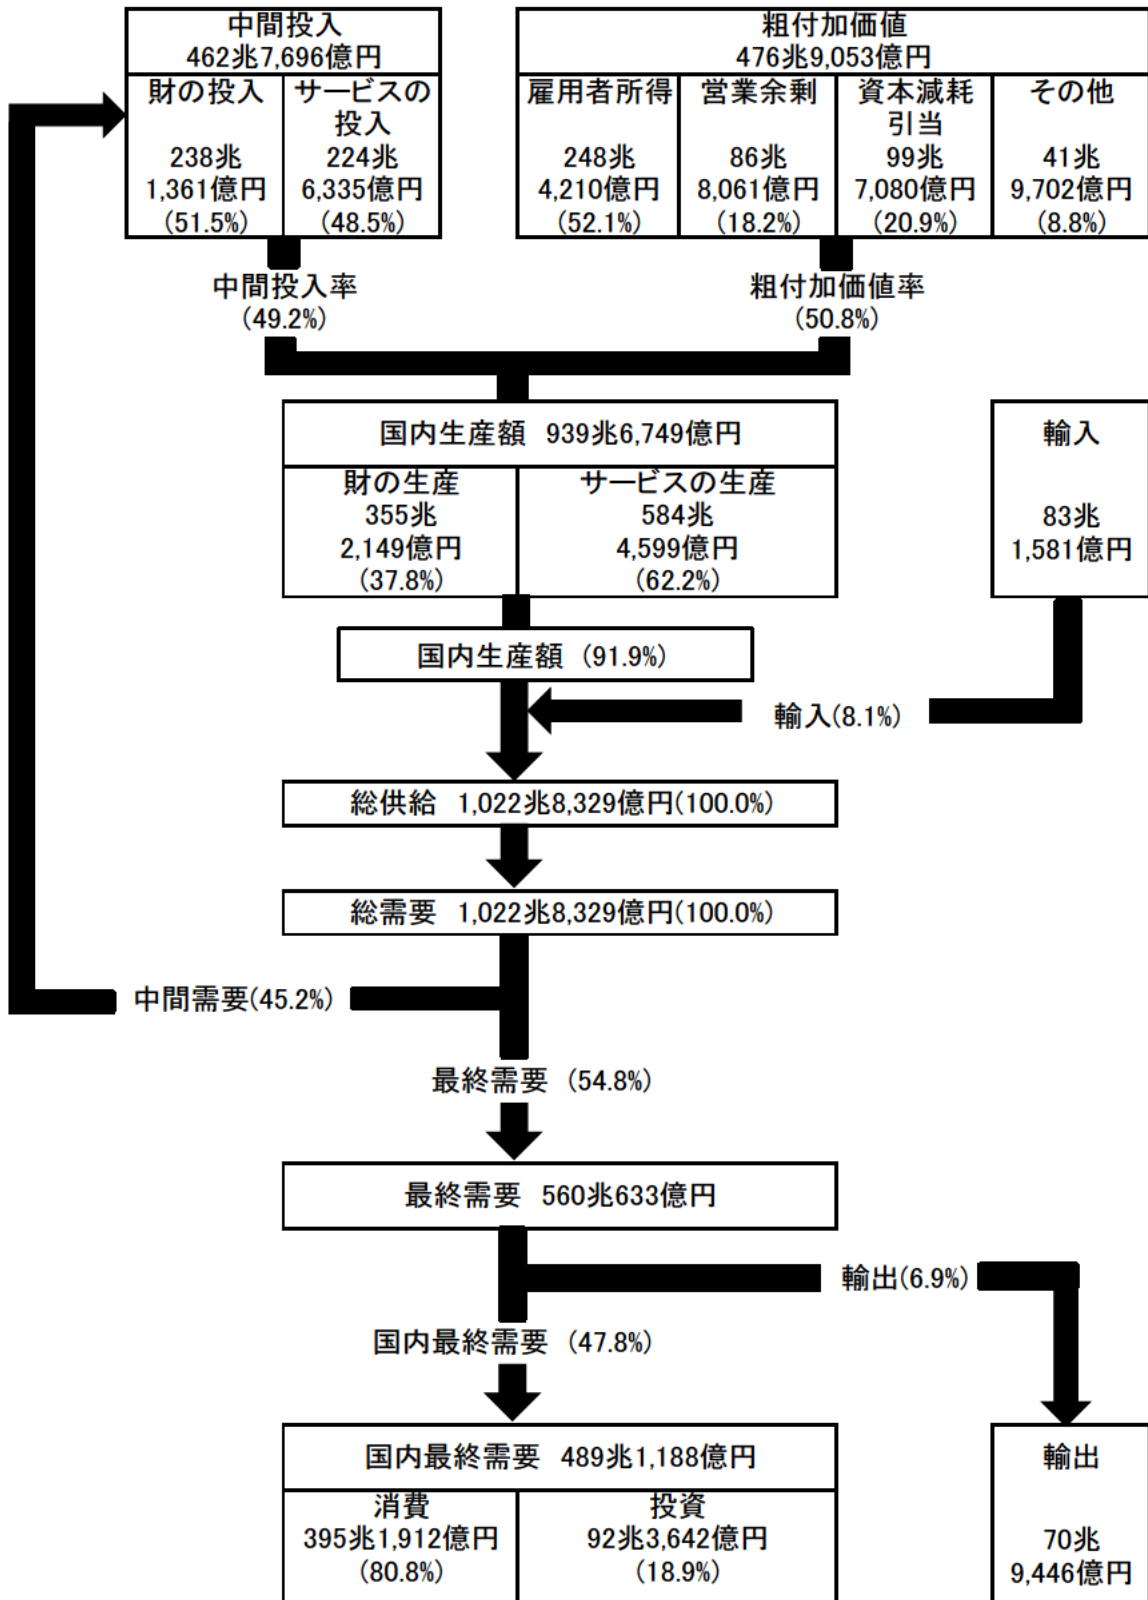 中間投入
462兆7,696億円
財の投入
238兆
1,361億円
(51.5%)
サービスの
投入
224兆
6,335億円
(48.5%)
粗付加価値
476兆9,053億円
雇用者所得
248兆
4,210億円
(52.1%)
営業余剰
86兆
8,061億円
(18.2%)
資本減耗
引当
99兆
7,080億円
(20.9%)
その他
41兆
9,702億円
(8.8%)
中間投入率
(49.2%)
粗付加価値率
(50.8%)
国内生産額 939兆6,749億円
財の生産
355兆
2,149億円
(37.8%)
サービスの生産
584兆
4,599億円
(62.2%)
輸入
83兆
1,581億円
国内生産額 (91.9%)
輸入(8.1%)
総供給 1,022兆8,329億円(100.0%)
総需要 1,022兆8,329億円(100.0%)
中間需要(45.2%)
最終需要 (54.8%)
最終需要 560兆633億円
輸出(6.9%)
国内最終需要 (47.8%)
国内最終需要 489兆1,188億円
消費
395兆1,912億円
(80.8%)
投資
92兆3,642億円
(18.9%)
輸出
70兆
9,446億円